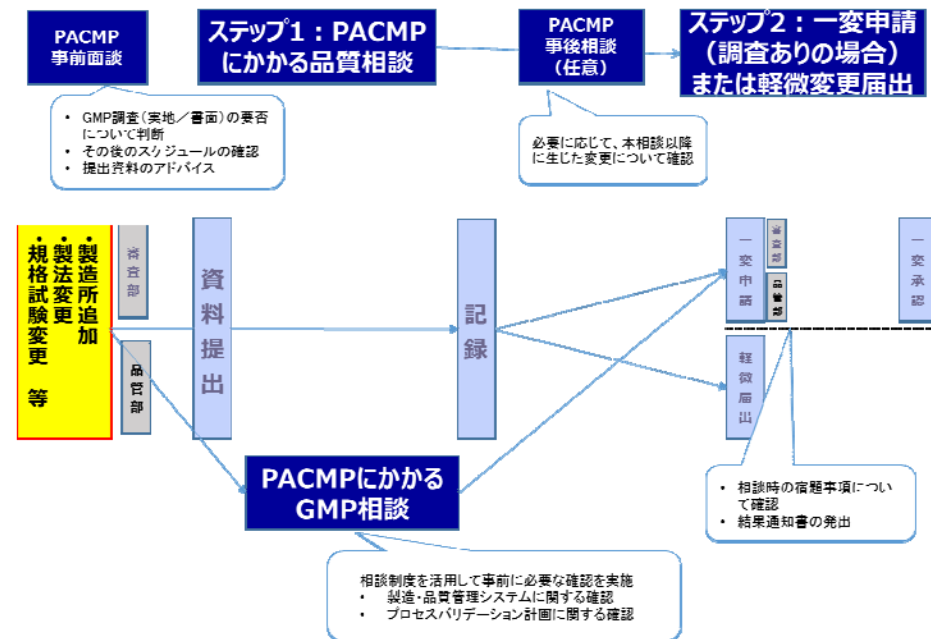 PACMP
事前面談
ステップ1:PACMP
にかかる品質相談
PACMP
事後相談
(任意)
ステップ2:一変申請
(調査ありの場合)
または軽微変更届出
• GMP調査(実地/書面)の要否
について判断
• その後のスケジュールの確認
• 提出資料のアドバイス
必要に応じて、本相談以降
に生じた変更について確認
・製造所追加
・製法変更
・規格試験変更 等
審査部
品管部
資料提出
記録
一変申請
審査部
品管部
一変承認
軽微届出
PACMPにかかる
GMP相談
• 相談時の宿題事項につい
て確認
• 結果通知書の発出
相談制度を活用して事前に必要な確認を実施
• 製造・品質管理システムに関する確認
• プロセスバリデーション計画に関する確認